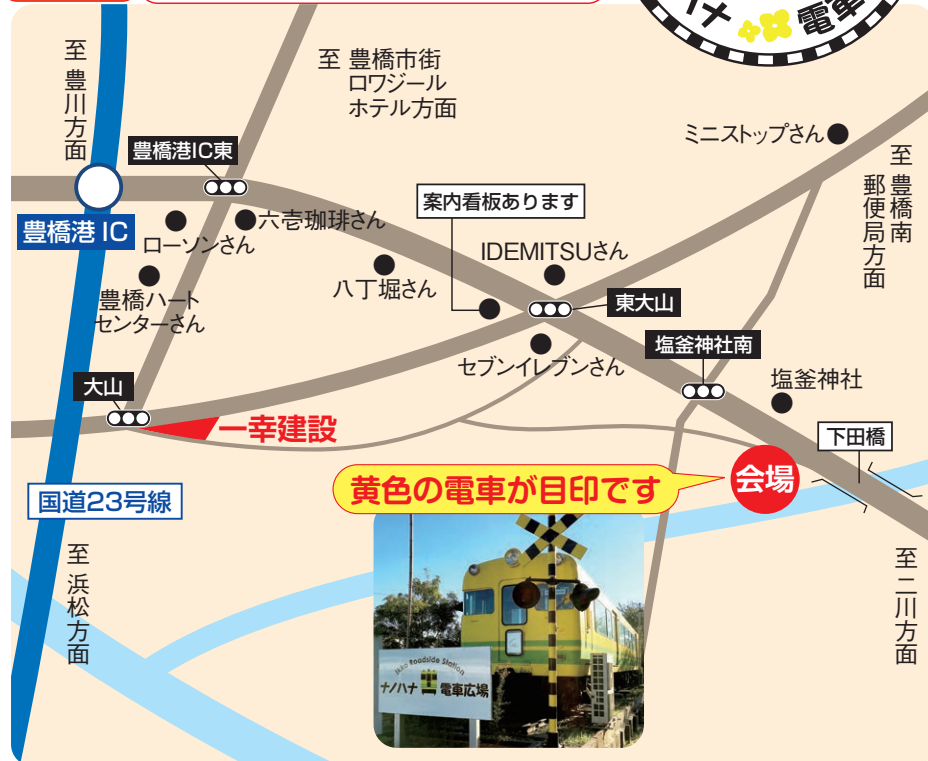 ナノハナ 電車
至 豊川方面
至 豊橋市街
ロワジール
ホテル方面
豊橋港IC東
ミニストップさん
至 豊橋南
郵便局方面
案内看板あります
豊橋港 IC
ローソンさん
六壱珈琲さん
IDEMITSUさん
八丁堀さん
豊橋ハート
センターさん
東大山
塩釜神社南
セブンイレブンさん
大山
塩釜神社
一幸建設
下田橋
黄色の電車が目印です
会場
国道23号線
至 浜松方面
至 二川方面
Ikko Roadside Station
ナノハナ 電車広場